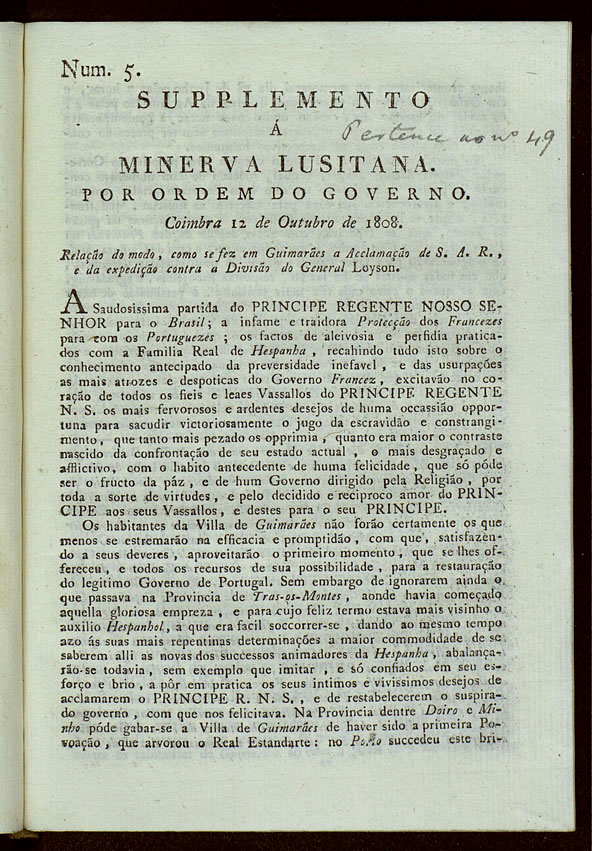 Num. 5.
SUPPLEMENTO
Á
Pertence ao nº 49
MINERVA LUSITANA.
POR ORDEM DO GOVERNO.
Coimbra 12 de Outubro de 1808.
Relação do modo, como se fez em Guimarães a Acclamação de S. A. R.,
e da expedição contra a Divisão do General Loyson.
A Saudosissima partida do PRINCIPE REGENTE NOSSO SE-
NHOR para o Brasil; a infame e traidora Protecção dos Francezes
para com os Portuguezes; os factos de aleivosia e perfidia pratica-
dos com a Familia Real de Hespanha, recahindo tudo isto sobre o
conhecimento antecipado da preversidade inefavel, e das usurpações
as mais atrozes e despoticas do Governo Francez, excitavão no co-
ração de todos os fieis e leaes Vassallos do PRINCIPE REGENTE
N. S. os mais fervorosos e ardentes desejos de huma occassião oppor-
tuna para sacudir victoriosamente o jugo da escravidão e constrangi-
mento, que tanto mais pezado os opprimia, quanto era maior o contraste
nascido da confrontação de seu estado actual, o mais desgraçado e
afflictivo, com o habito antecedente de huma felicidade, que só póde
ser o fructo da páz, e de hum Governo dirigido pela Religião, por
toda a sorte de virtudes, e pelo decidido e reciproco amor do PRIN-
CIPE aos seus Vassallos, e destes para o seu PRINCIPE.
Os habitantes da Villa de Guimarães não forão certamente os que
menos se estremarão na efficacia e promptidão, com que, satisfazen-
do a seus deveres, aproveitarão o primeiro momento, que se lhes of-
fereceu, e todos os recursos de sua possibilidade, para a restauração
do legitimo Governo de Portugal. Sem embargo de ignorarem ainda o
que passava na Provincia de Tras-os-Montes, aonde havia começado
aquella gloriosa empreza, e para cujo feliz termo estava mais visinho o
auxilio Hespanhol, a que era facil soccorrer-se, dando ao mesmo tempo
azo ás suas mais repentinas determinações a maior commodidade de se
saberem alli as novas dos successos animadores da Hespanha, abalança-
rão-se todavia, sem exemplo que imitar, e só confiados em seu es-
forço e brio, a pôr em pratica os seus intimos e vivissimos desejos de
acclamarem o PRINCIPE R. N. S., e de restabelecerem o suspira-
do governo, com que nos felicitava. Na Provincia dentre Doiro e Mi-
nho póde gabar-se a Villa de Guimarães de haver sido a primeira Po-
voação, que arvorou o Real Estandarte: no Porto succedeu este bri-